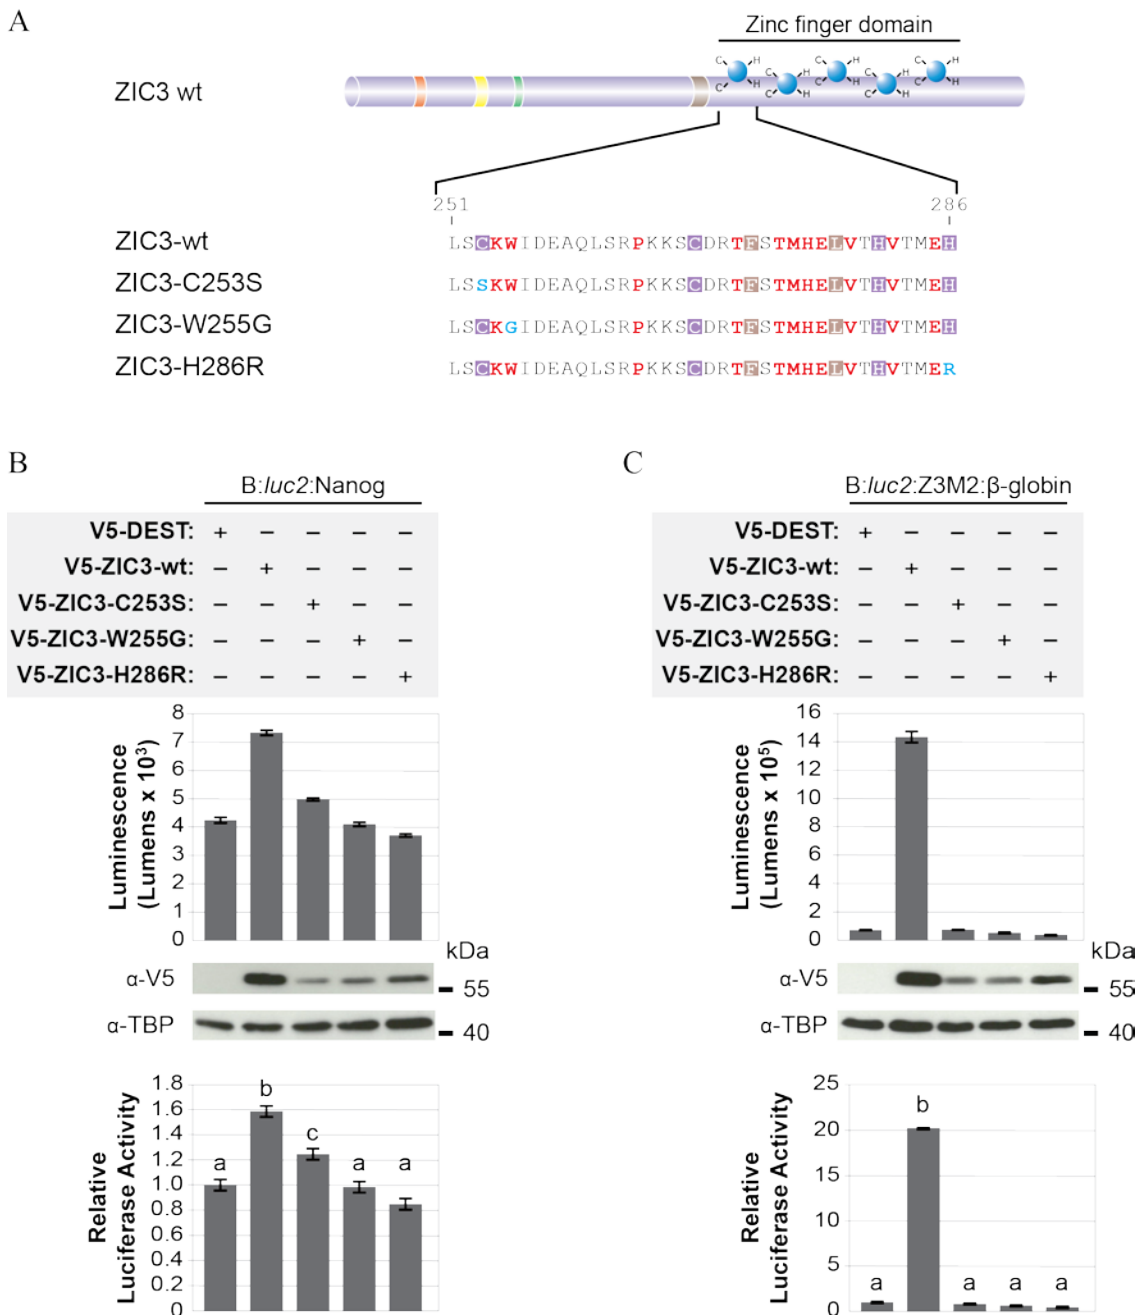 A
Zinc finger domain
C H C H C H C H C H
C H C H C H C H C H
ZIC3 wt
251 286
ZIC3-wt LSCKWIDEAQLSRPKKSCDRTFSTMHELVTHVTMEH
ZIC3-C253S LSSKWIDEAQLSRPKKSCDRTFSTMHELVTHVTMEH
ZIC3-W255G LSCKGIDEAQLSRPKKSCDRTFSTMHELVTHVTMEH
ZIC3-H286R LSCKWIDEAQLSRPKKSCDRTFSTMHELVTHVTMER
B
B:luc2:Nanog
V5-DEST: + – – – –
V5-ZIC3-wt: – + – – –
V5-ZIC3-C253S: – – + – –
V5-ZIC3-W255G: – – – + –
V5-ZIC3-H286R: – – – – +
Luminescence
(Lumens x 10³)
8
7
6
5
4
3
2
1
0
kDa
α-V5
55
α-TBP
40
Relative
Luciferase Activity
1.8
1.6
1.4
1.2
1.0
0.8
0.6
0.4
0.2
0
a b c a a
C
B:luc2:Z3M2:β-globin
V5-DEST: + – – – –
V5-ZIC3-wt: – + – – –
V5-ZIC3-C253S: – – + – –
V5-ZIC3-W255G: – – – + –
V5-ZIC3-H286R: – – – – +
Luminescence
(Lumens x 10⁵)
16
14
12
10
8
6
4
2
0
kDa
α-V5
55
α-TBP
40
Relative
Luciferase Activity
25
20
15
10
5
0
a b a a a